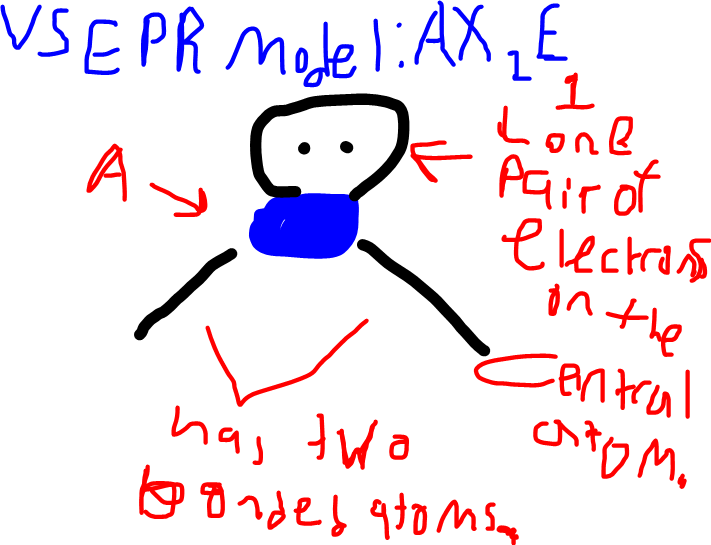 VSEPR model:AX₂E
1
Lone
A
Pair of
electrons
on the
central
atom.
has two
bonded atoms.